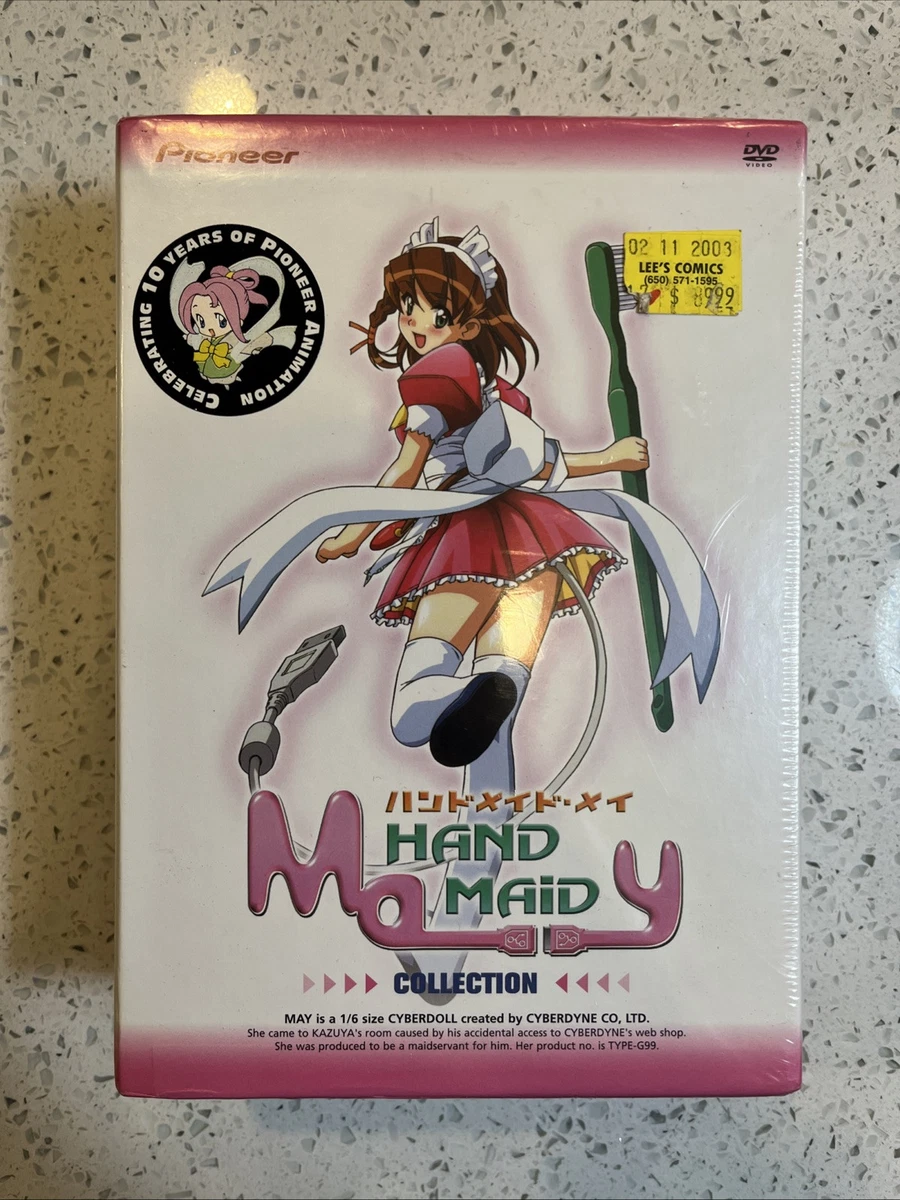 Pioneer
DVD
VIDEO
CELEBRATING 10 YEARS OF PIONEER ANIMATION
02 11 2003
LEE'S COMICS
(650) 571-1595
$ 8999
ハンドメイド・メイ
HAND
MAiD
May
COLLECTION
MAY is a 1/6 size CYBERDOLL created by CYBERDYNE CO, LTD.
She came to KAZUYA's room caused by his accidental access to CYBERDYNE's web shop.
She was produced to be a maidservant for him. Her product no. is TYPE-G99.